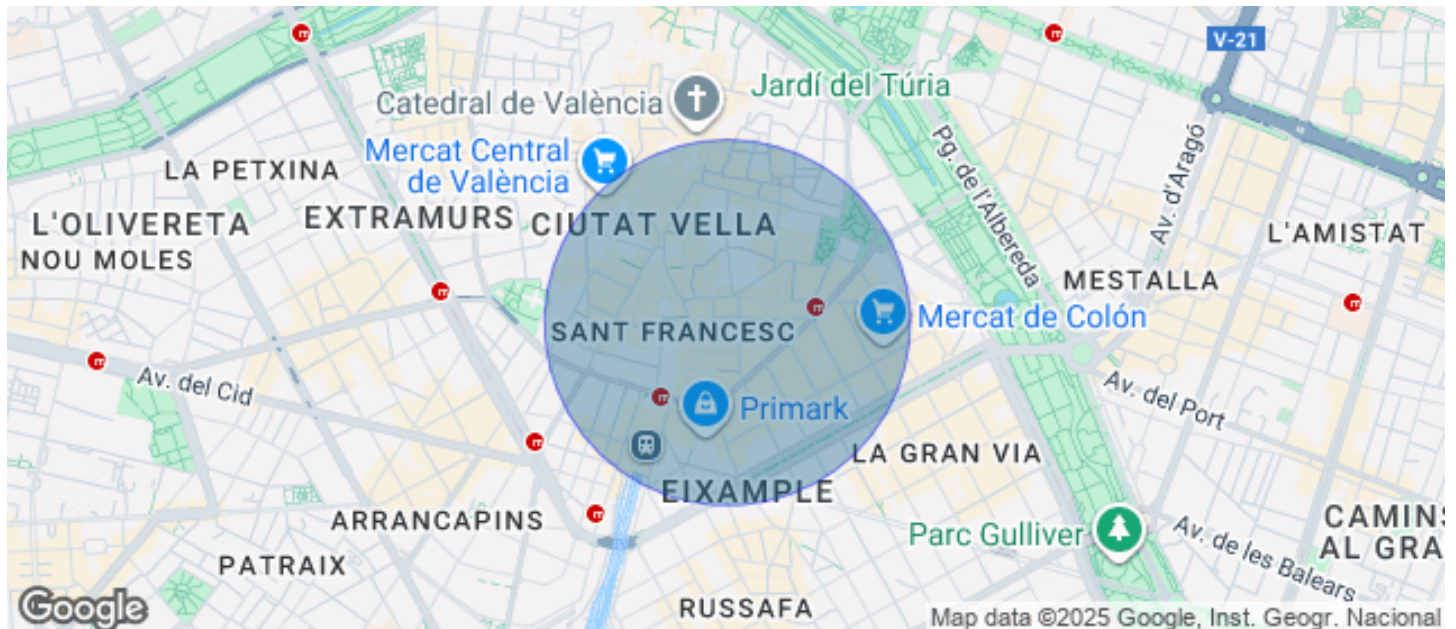 V-21
Jardí del Túria
Catedral de València
Mercat Central
de València
LA PETXINA
Pg. de l'Albereda
Av. d'Aragó
L'OLIVERETA
EXTRAMURS
CIUTAT VELLA
L'AMISTAT
NOU MOLES
MESTALLA
Mercat de Colón
SANT FRANCESC
Av. del Cid
Primark
Av. del Port
LA GRAN VIA
EIXAMPLE
ARRANCAPINS
Parc Gulliver
CAMINS
AL GRA
Av. de les Balears
PATRAIX
RUSSAFA
Google
Map data ©2025 Google, Inst. Geogr. Nacional